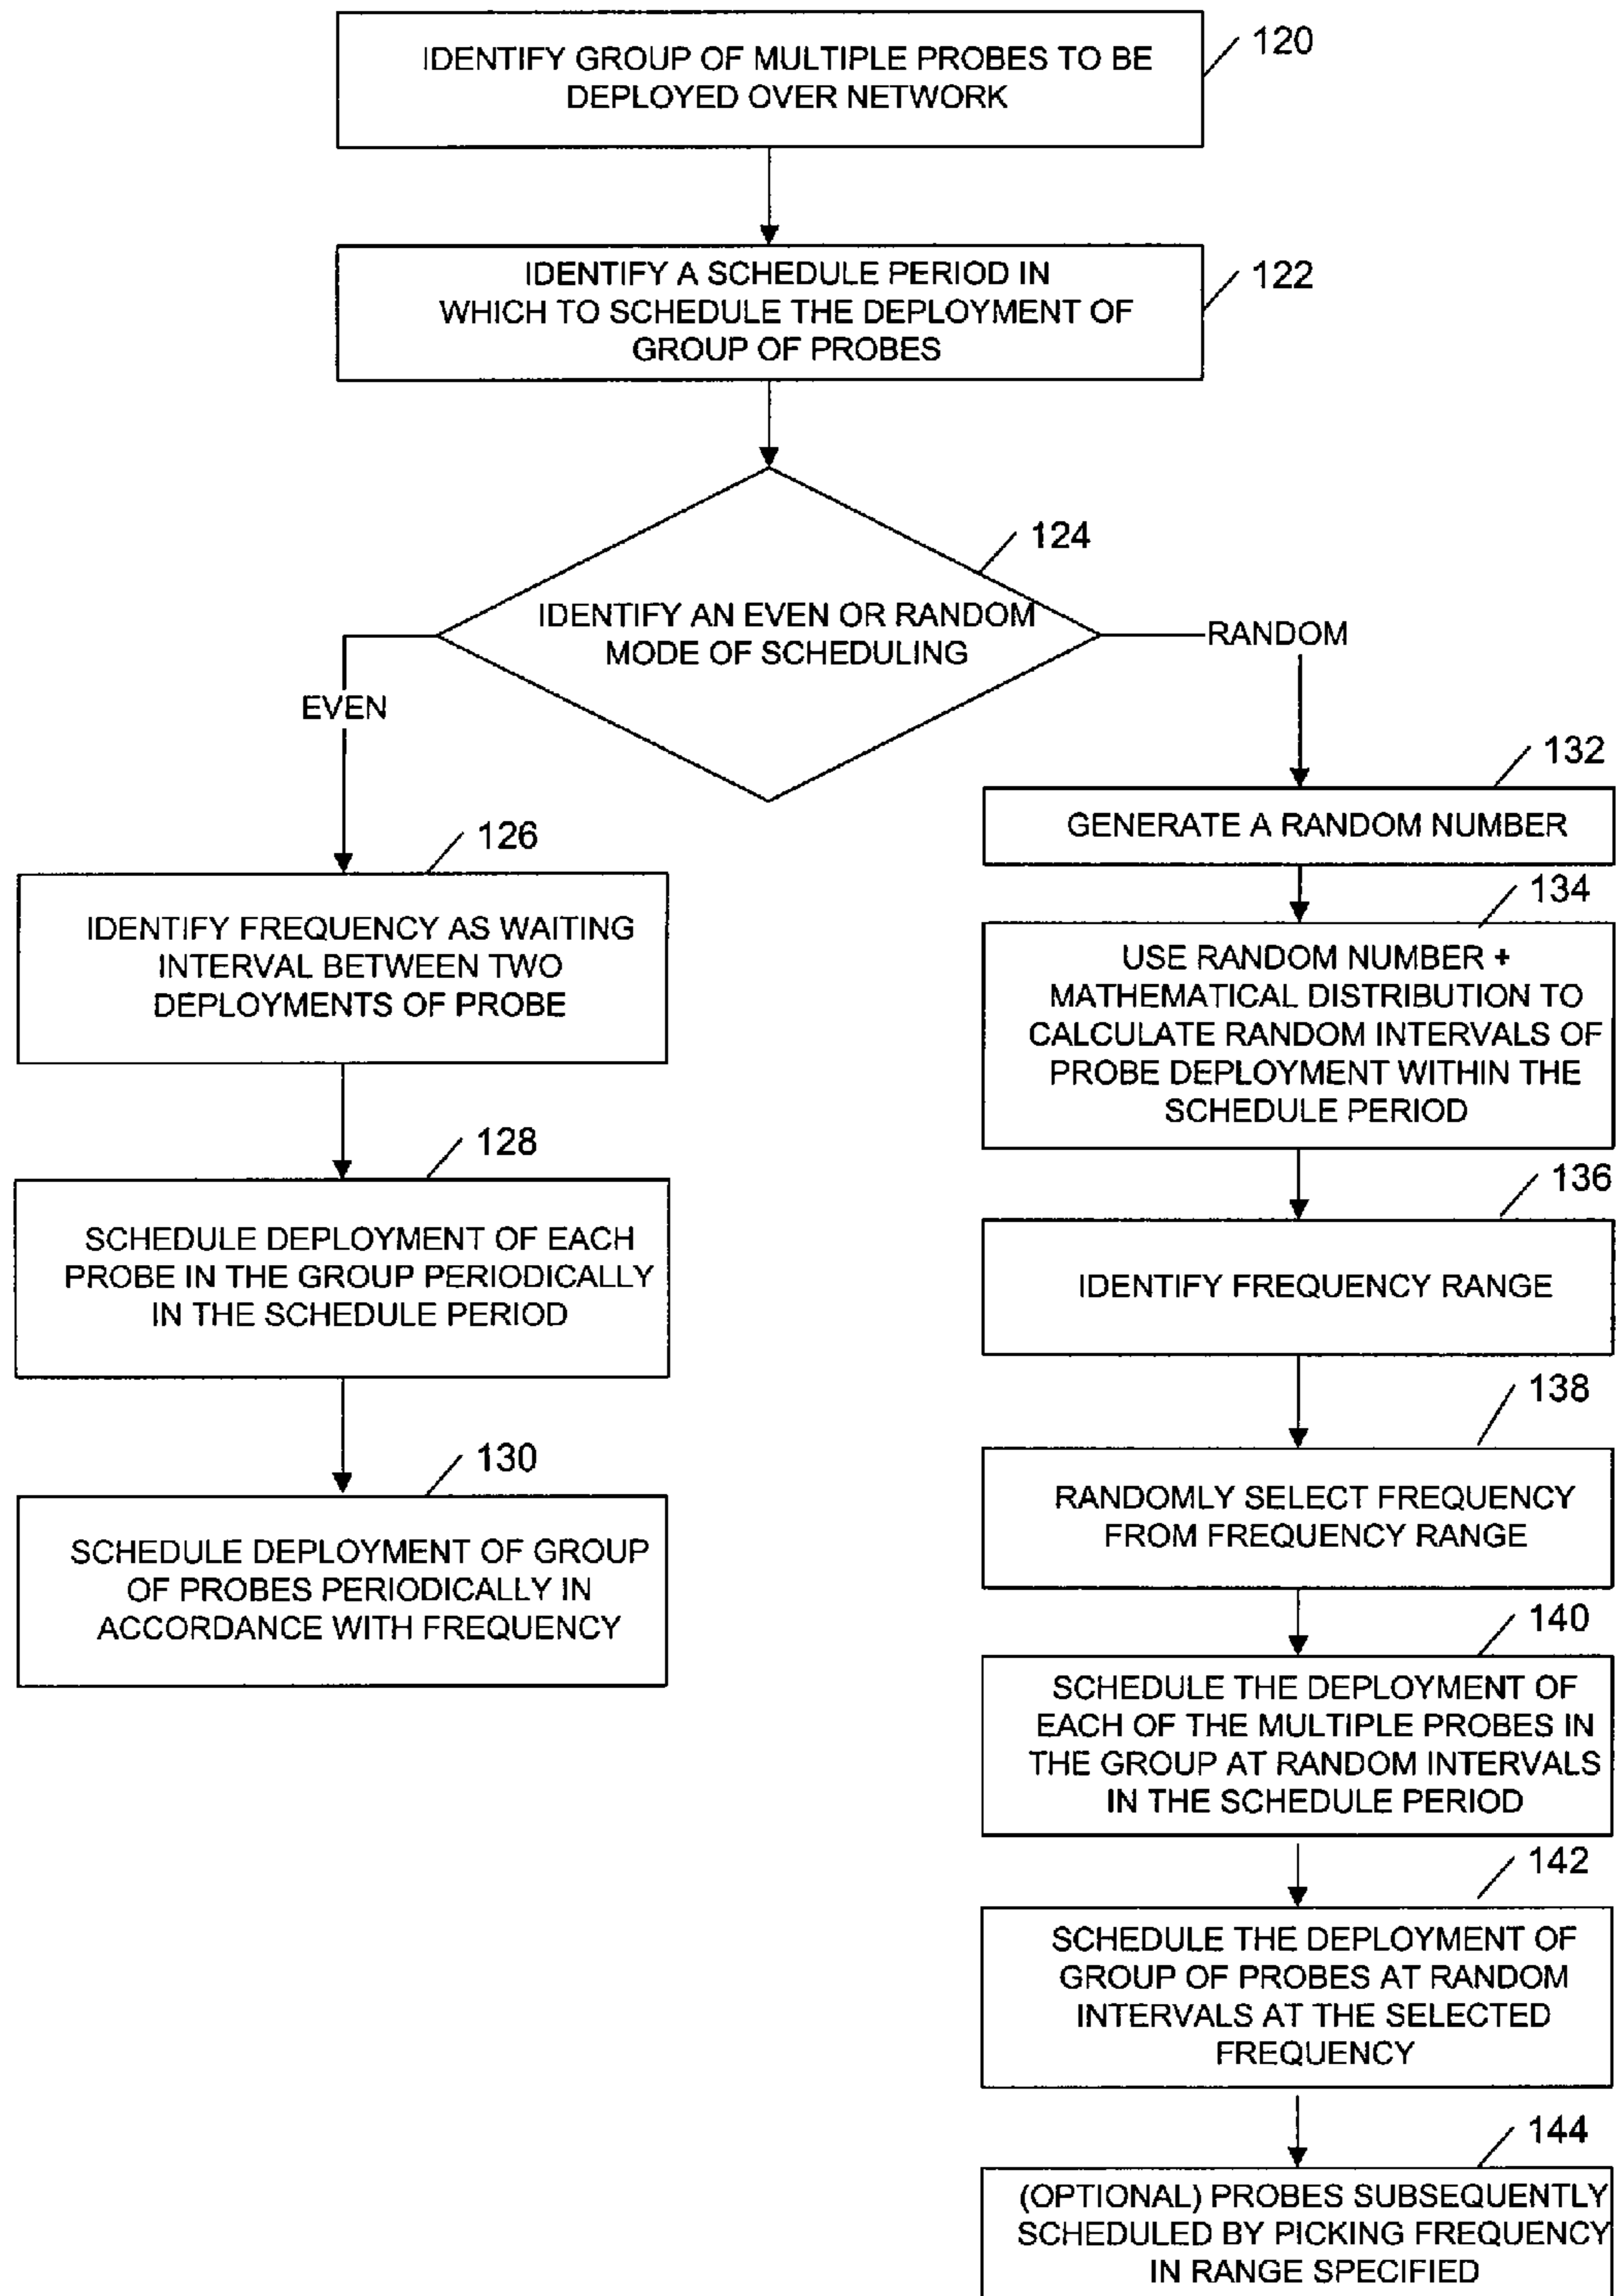 IDENTIFY GROUP OF MULTIPLE PROBES TO BE
DEPLOYED OVER NETWORK
120
IDENTIFY A SCHEDULE PERIOD IN
WHICH TO SCHEDULE THE DEPLOYMENT OF
GROUP OF PROBES
122
124
IDENTIFY AN EVEN OR RANDOM
MODE OF SCHEDULING
EVEN
RANDOM
126
IDENTIFY FREQUENCY AS WAITING
INTERVAL BETWEEN TWO
DEPLOYMENTS OF PROBE
128
SCHEDULE DEPLOYMENT OF EACH
PROBE IN THE GROUP PERIODICALLY
IN THE SCHEDULE PERIOD
130
SCHEDULE DEPLOYMENT OF GROUP
OF PROBES PERIODICALLY IN
ACCORDANCE WITH FREQUENCY
132
GENERATE A RANDOM NUMBER
134
USE RANDOM NUMBER +
MATHEMATICAL DISTRIBUTION TO
CALCULATE RANDOM INTERVALS OF
PROBE DEPLOYMENT WITHIN THE
SCHEDULE PERIOD
136
IDENTIFY FREQUENCY RANGE
138
RANDOMLY SELECT FREQUENCY
FROM FREQUENCY RANGE
140
SCHEDULE THE DEPLOYMENT OF
EACH OF THE MULTIPLE PROBES IN
THE GROUP AT RANDOM INTERVALS
IN THE SCHEDULE PERIOD
142
SCHEDULE THE DEPLOYMENT OF
GROUP OF PROBES AT RANDOM
INTERVALS AT THE SELECTED
FREQUENCY
144
(OPTIONAL) PROBES SUBSEQUENTLY
SCHEDULED BY PICKING FREQUENCY
IN RANGE SPECIFIED